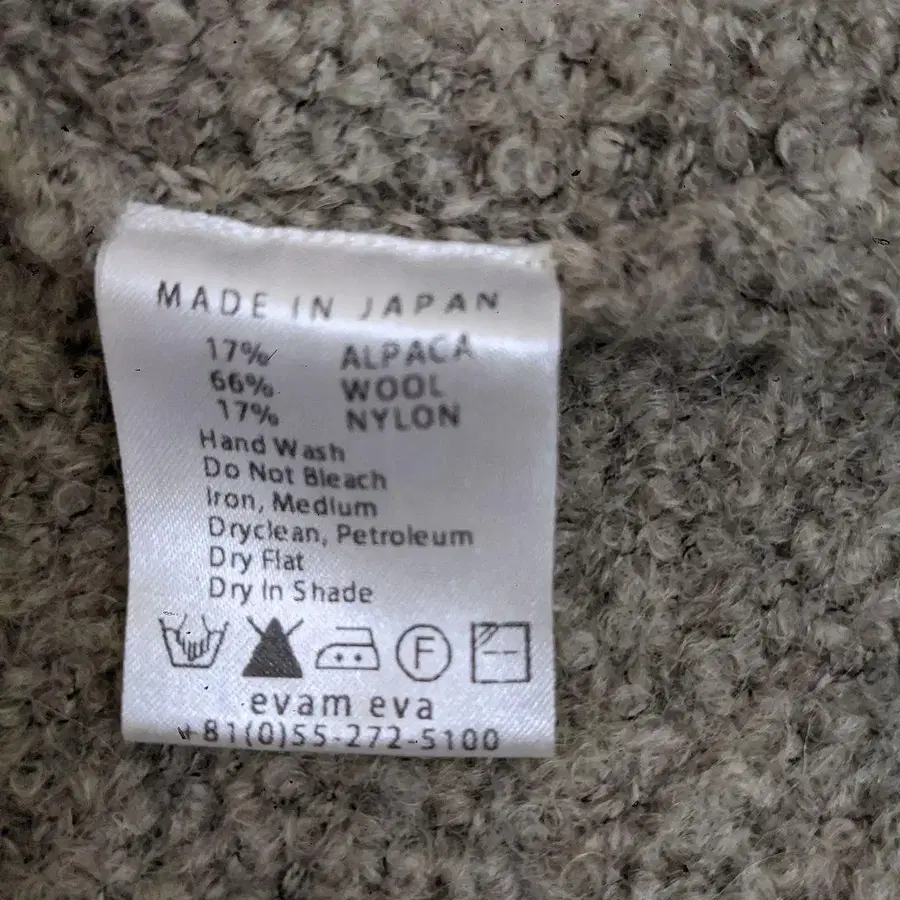 MADE IN JAPAN
17% ALPACA
66% WOOL
17% NYLON
Hand Wash
Do Not Bleach
Iron, Medium
Dryclean, Petroleum
Dry Flat
Dry In Shade
F
evam eva
+81(0)55-272-5100